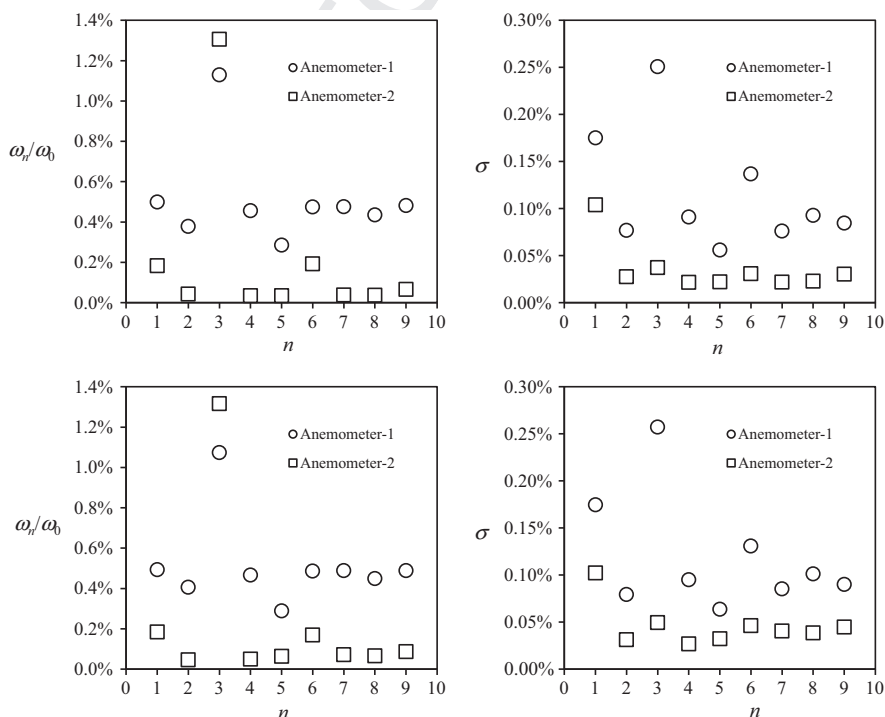 1.4%
1.2%
1.0%
0.8%
0.6%
0.4%
0.2%
0.0%
ωn/ω0
Anemometer-1
Anemometer-2
0 1 2 3 4 5 6 7 8 9 10
n
0.30%
0.25%
0.20%
0.15%
0.10%
0.05%
0.00%
σ
Anemometer-1
Anemometer-2
0 1 2 3 4 5 6 7 8 9 10
n
1.4%
1.2%
1.0%
0.8%
0.6%
0.4%
0.2%
0.0%
ωn/ω0
Anemometer-1
Anemometer-2
0 1 2 3 4 5 6 7 8 9 10
n
0.30%
0.25%
0.20%
0.15%
0.10%
0.05%
0.00%
σ
Anemometer-1
Anemometer-2
0 1 2 3 4 5 6 7 8 9 10
n